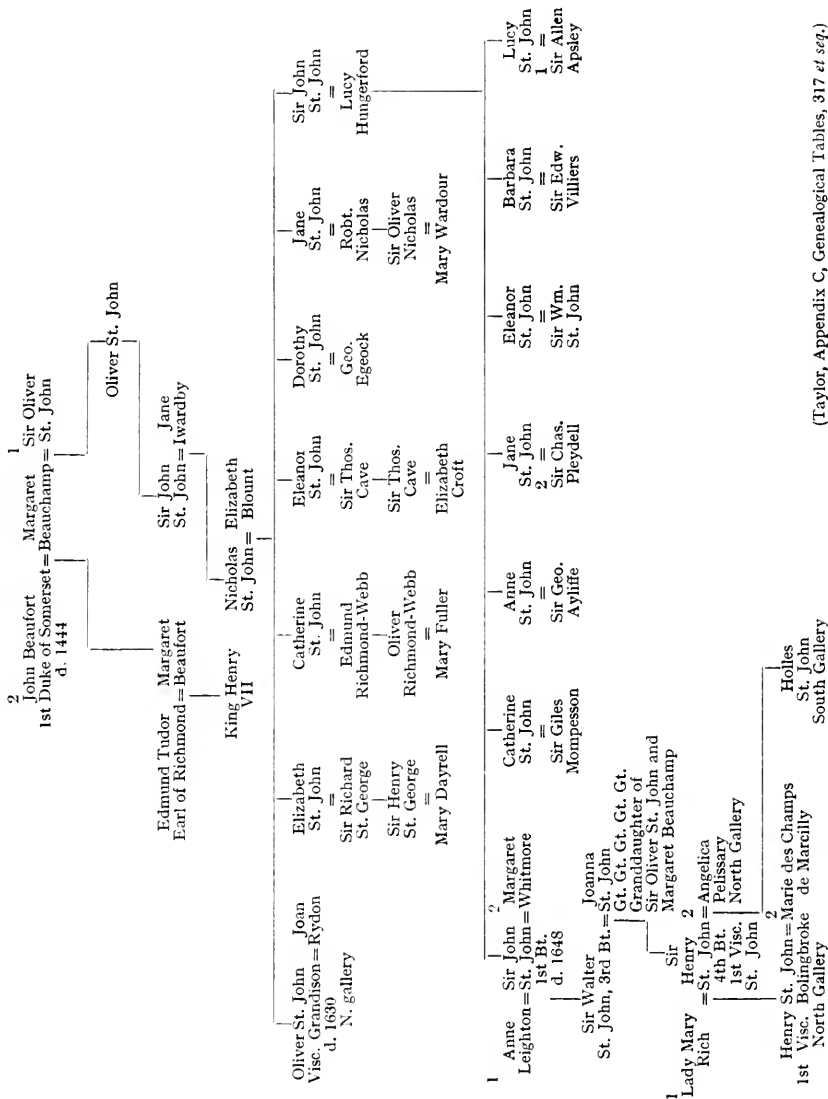 2 1
John Beaufort Margaret Sir Oliver
1st Duke of Somerset=Beauchamp=St. John
d. 1444
Oliver St. John
Edmund Tudor Margaret
Earl of Richmond=Beaufort
Sir John Jane
St. John=Iwardby
King Henry
VII
Nicholas Elizabeth
St. John=Blount
Oliver St. John Joan
Visc. Grandison=Rydon
d. 1630
N. gallery
Elizabeth
St. John
=
Sir Richard
St. George
Sir Henry
St. George
=
Mary Dayrell
Catherine
St. John
=
Edmund
Richmond-Webb
Oliver
Richmond-Webb
=
Mary Fuller
Eleanor
St. John
=
Sir Thos.
Cave
Sir Thos.
Cave
=
Elizabeth
Croft
Dorothy
St. John
=
Geo.
Egeock
Jane
St. John
=
Robt.
Nicholas
Sir Oliver
Nicholas
=
Mary Wardour
Sir John
St. John
=
Lucy
Hungerford
1 2
Anne Sir John Margaret
Leighton=St. John=Whitmore
1st Bt.
d. 1648
Catherine
St. John
=
Sir Giles
Mompesson
Anne
St. John
=
Sir Geo.
Ayliffe
Jane
St. John
2 =
Sir Chas.
Pleydell
Eleanor
St. John
=
Sir Wm.
St. John
Barbara
St. John
=
Sir Edw.
Villiers
Lucy
St. John
1 =
Sir Allen
Apsley
Sir Walter Joanna
St. John, 3rd Bt.=St. John
Gt. Gt. Gt. Gt. Gt. Gt.
Granddaughter of
Sir Oliver St. John and
Margaret Beauchamp
1 Sir
Lady Mary Henry 2
Rich =St. John=Angelica
4th Bt. Pelissary
1st Visc. North Gallery
St. John
2
Henry St. John=Marie des Champs
1st Visc. Bolingbroke de Marcilly
North Gallery
Holles
St. John
South Gallery
(Taylor, Appendix C, Genealogical Tables, 317 et seq.)